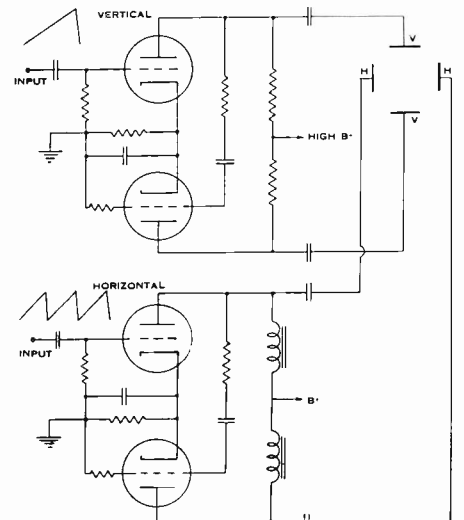 VERTICAL
INPUT
V
H
H
HIGH B+
V
HORIZONTAL
INPUT
B+